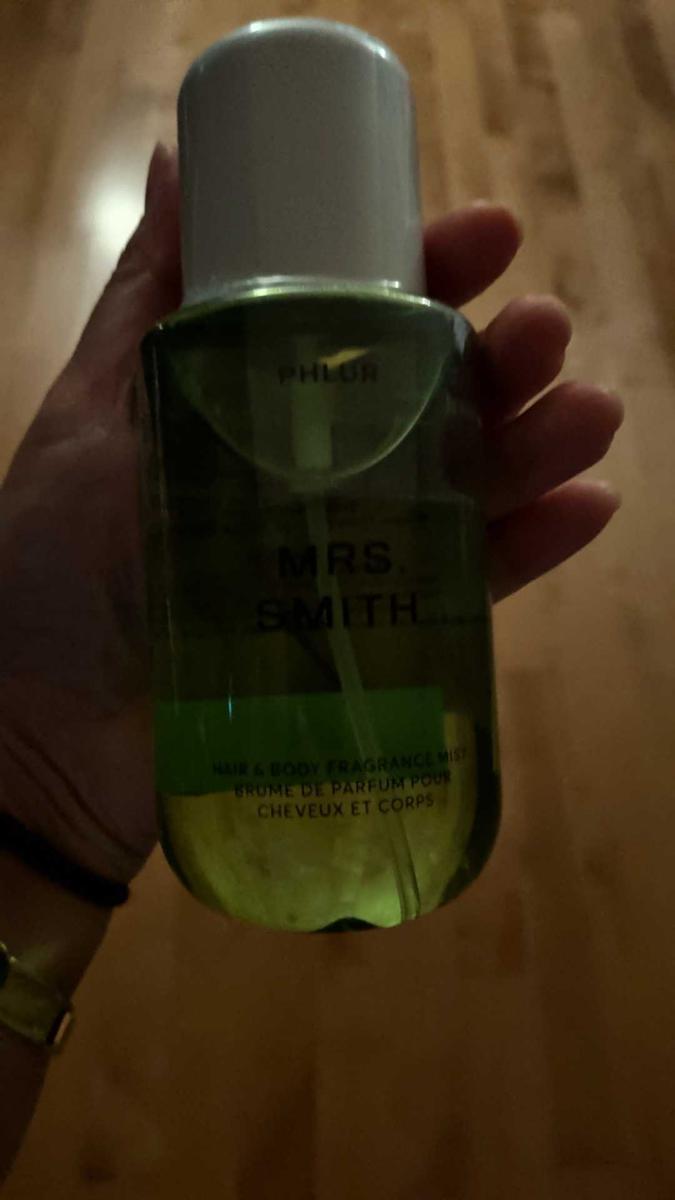 PHLUR
MRS.
SMITH
HAIR & BODY FRAGRANCE MIST
BRUME DE PARFUM POUR
CHEVEUX ET CORPS